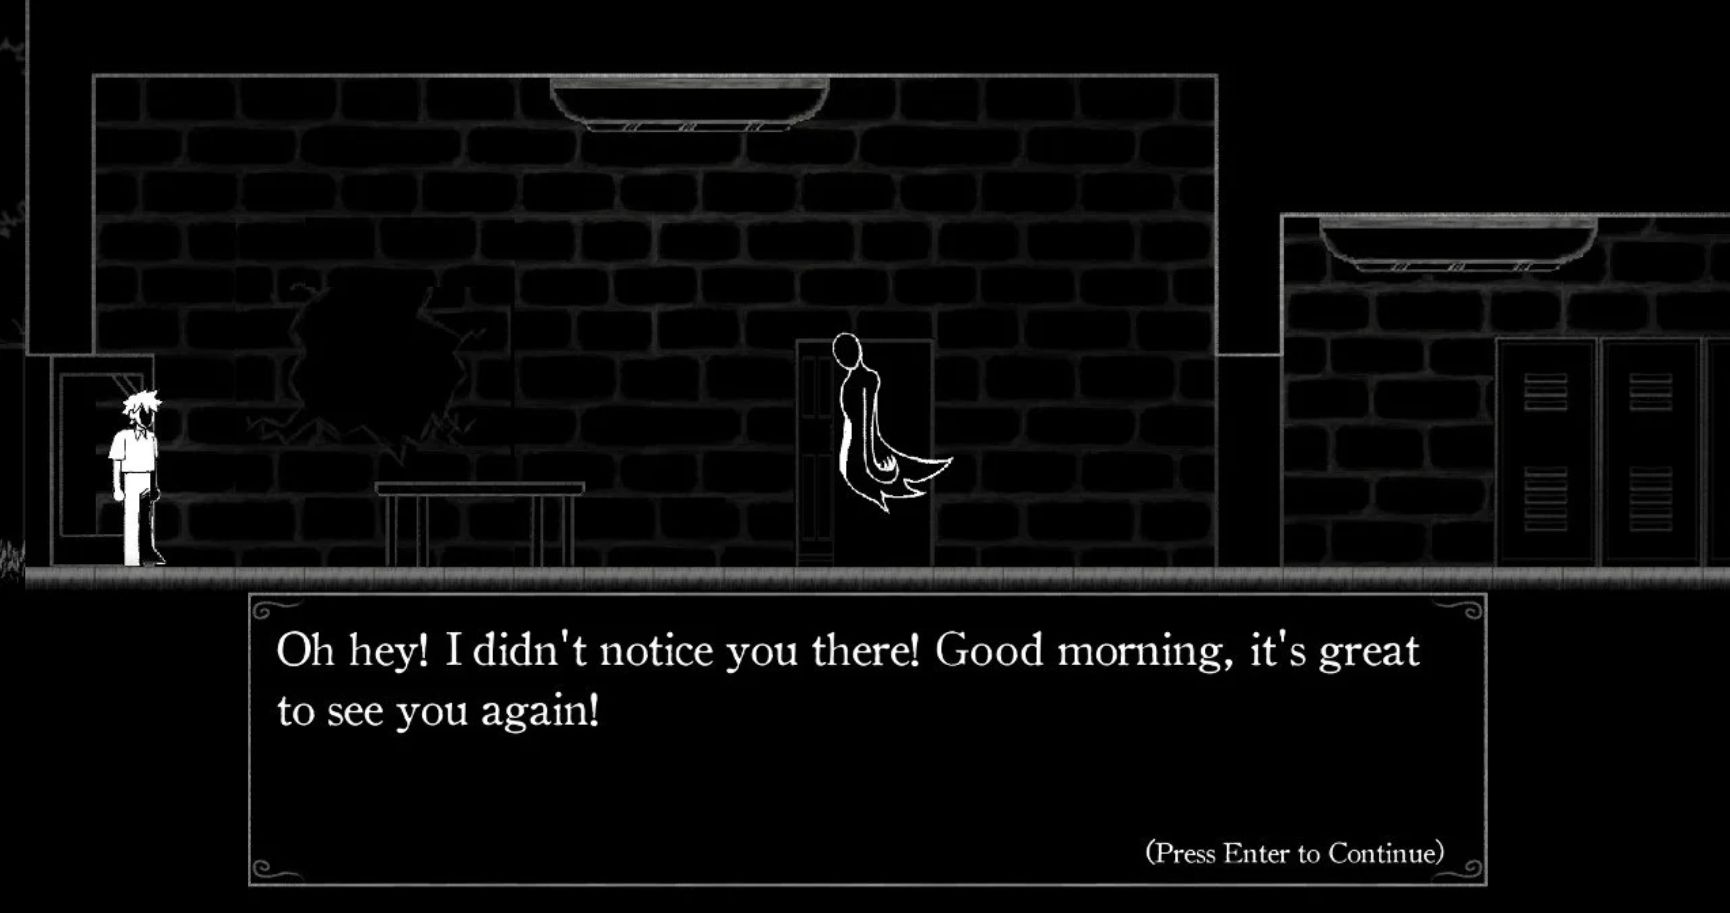 Oh hey! I didn't notice you there! Good morning, it's great
to see you again!
(Press Enter to Continue)